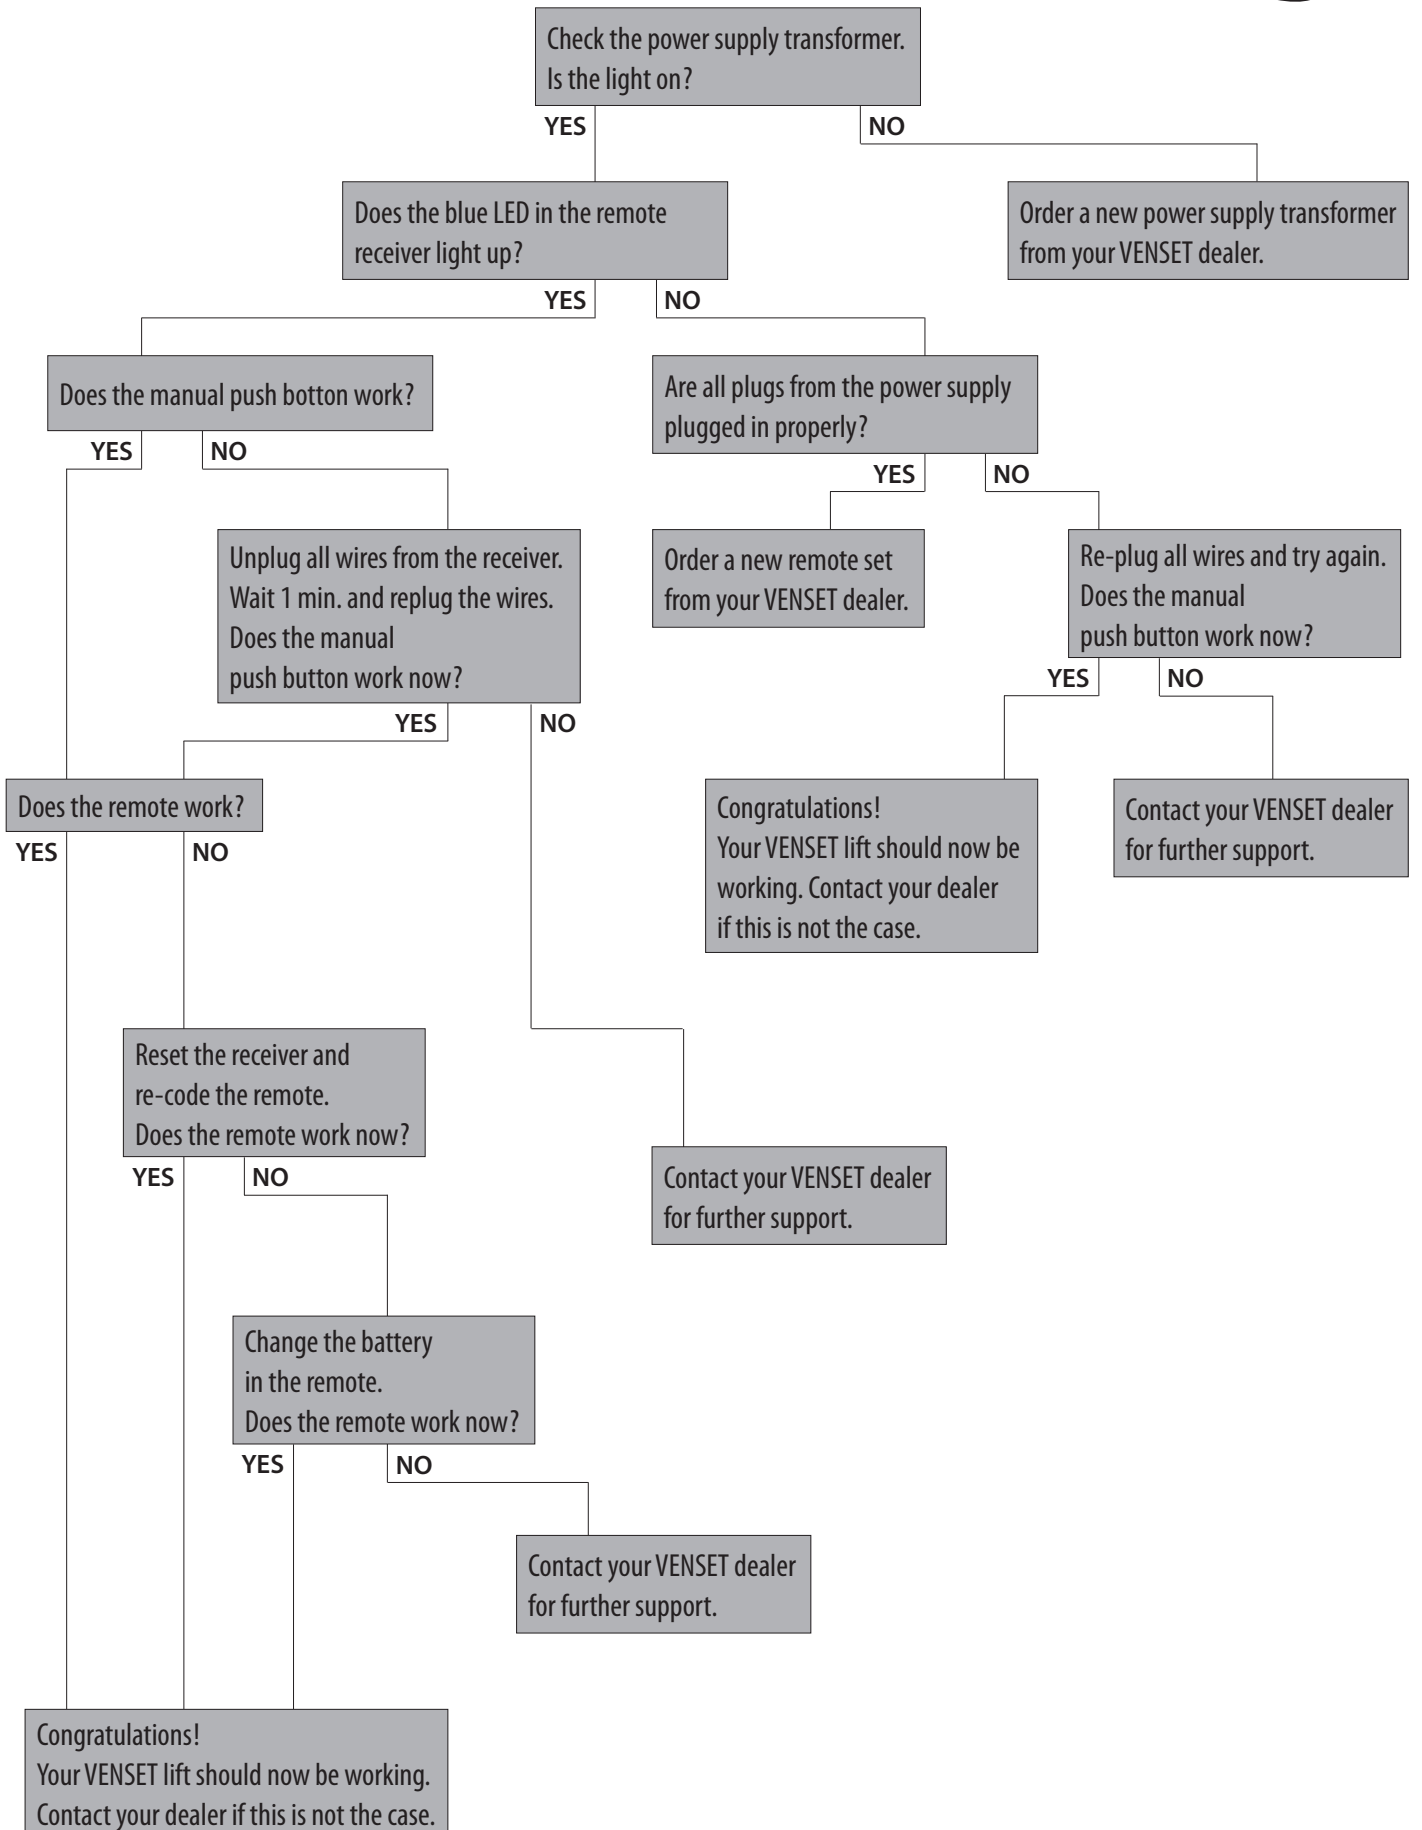 Check the power supply transformer.
Is the light on?
YES
NO
Does the blue LED in the remote
receiver light up?
Order a new power supply transformer
from your VENSET dealer.
YES
NO
Does the manual push botton work?
Are all plugs from the power supply
plugged in properly?
YES
NO
YES
NO
Unplug all wires from the receiver.
Wait 1 min. and replug the wires.
Does the manual
push button work now?
Order a new remote set
from your VENSET dealer.
Re-plug all wires and try again.
Does the manual
push button work now?
YES
NO
YES
NO
Does the remote work?
Congratulations!
Your VENSET lift should now be
working. Contact your dealer
if this is not the case.
Contact your VENSET dealer
for further support.
YES
NO
Reset the receiver and
re-code the remote.
Does the remote work now?
YES
NO
Contact your VENSET dealer
for further support.
Change the battery
in the remote.
Does the remote work now?
YES
NO
Contact your VENSET dealer
for further support.
Congratulations!
Your VENSET lift should now be working.
Contact your dealer if this is not the case.